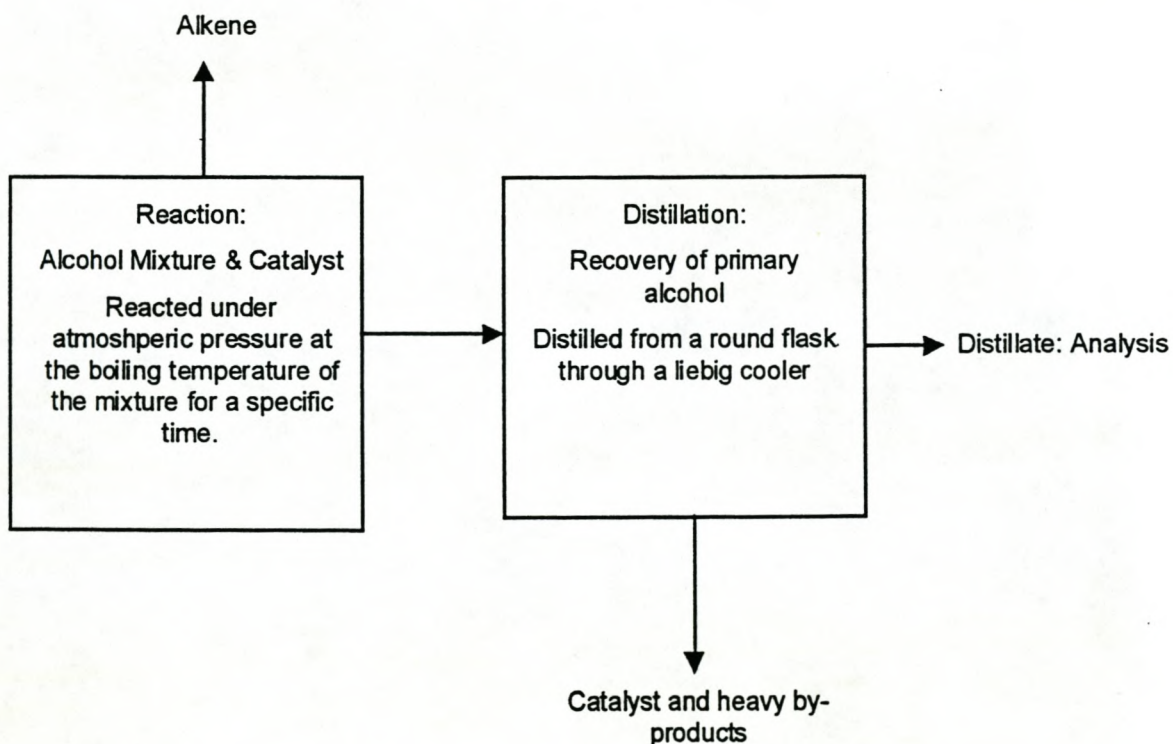 Alkene
Reaction:
Alcohol Mixture & Catalyst
Reacted under
atmoshperic pressure at
the boiling temperature of
the mixture for a specific
time.
Distillation:
Recovery of primary
alcohol
Distilled from a round flask
through a liebig cooler
Distillate: Analysis
Catalyst and heavy by-
products